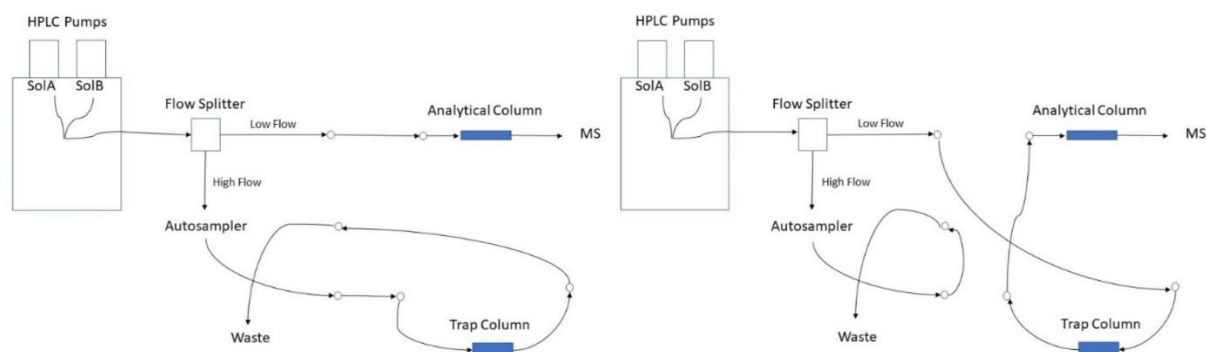 HPLC Pumps
SolA SolB
Flow Splitter
Low Flow
Analytical Column
MS
High Flow
Autosampler
Waste
Trap Column
HPLC Pumps
SolA SolB
Flow Splitter
Low Flow
Analytical Column
MS
High Flow
Autosampler
Waste
Trap Column